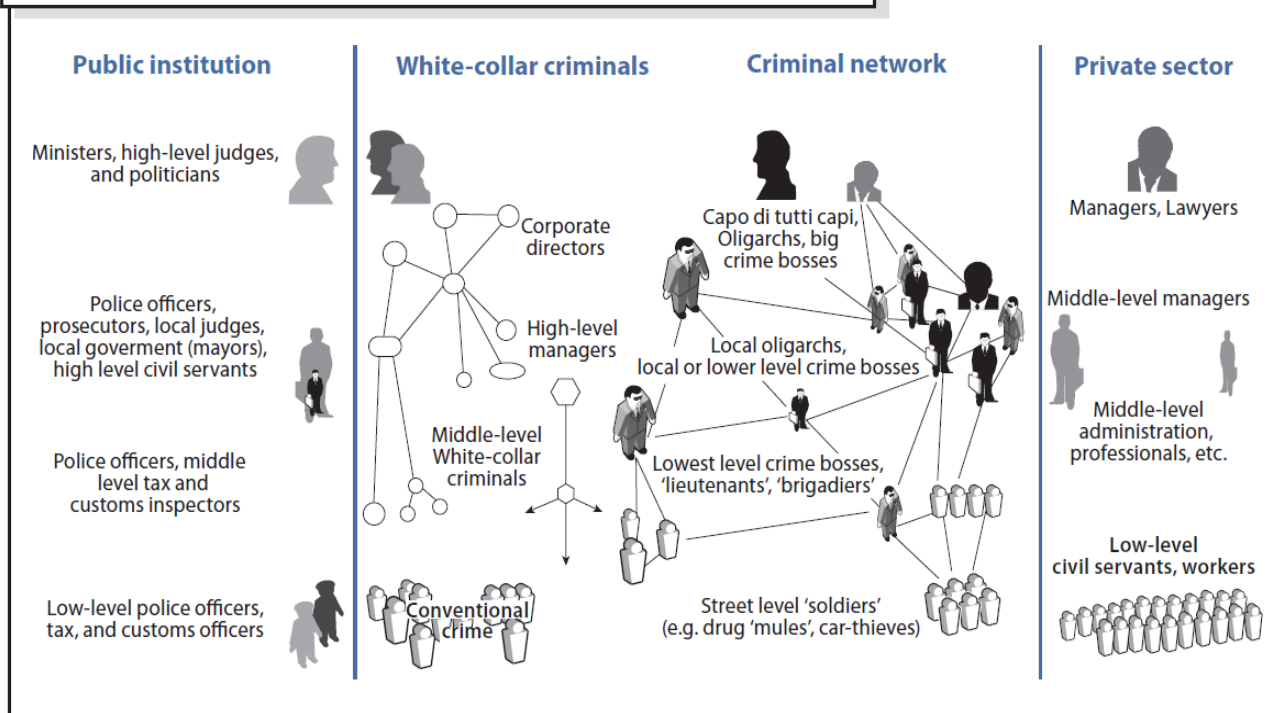 Public institution
White-collar criminals
Criminal network
Private sector
Ministers, high-level judges,
and politicians
Police officers,
prosecutors, local judges,
local goverment (mayors),
high level civil servants
Police officers, middle
level tax and
customs inspectors
Low-level police officers,
tax, and customs officers
Corporate
directors
High-level
managers
Middle-level
White-collar
criminals
Conventional
crime
Capo di tutti capi,
Oligarchs, big
crime bosses
Local oligarchs,
local or lower level crime bosses
Lowest level crime bosses,
‘lieutenants’, ‘brigadiers’
Street level ‘soldiers’
(e.g. drug ‘mules’, car-thieves)
Managers, Lawyers
Middle-level managers
Middle-level
administration,
professionals, etc.
Low-level
civil servants, workers